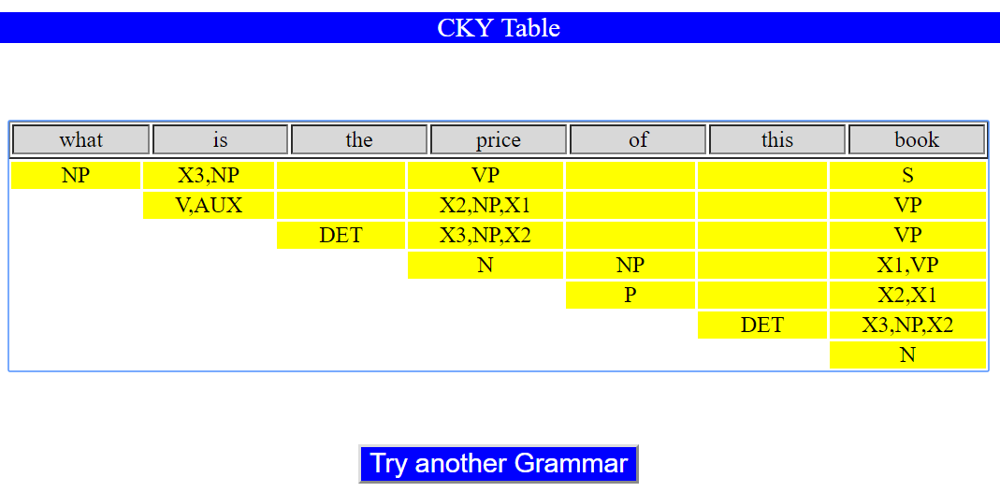 CKY Table
what is the price of this book
NP X3,NP VP S
V,AUX X2,NP,X1 VP
DET X3,NP,X2 VP
N NP X1,VP
P X2,X1
DET X3,NP,X2
N
Try another Grammar